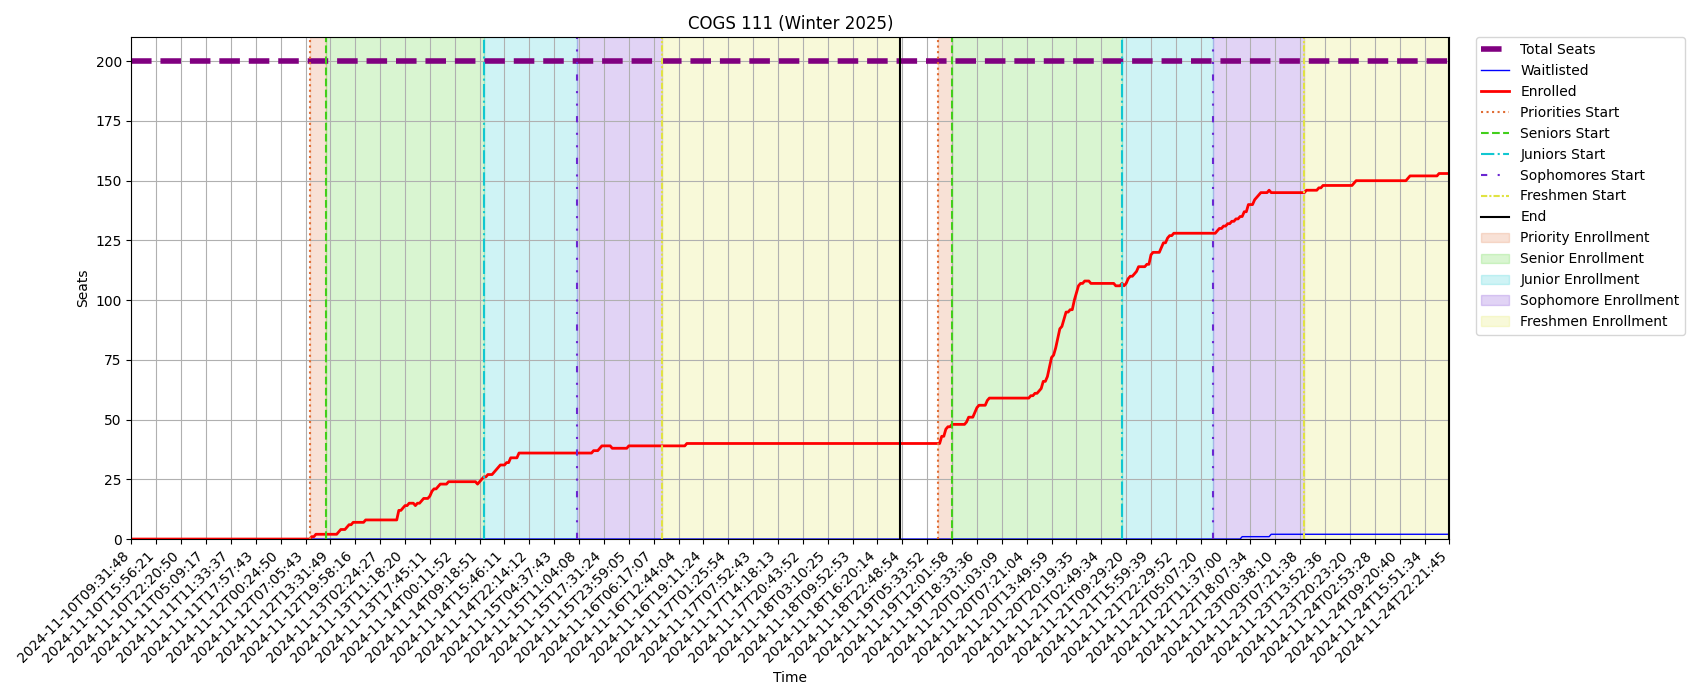 COGS 111 (Winter 2025)
Seats
200
175
150
125
100
75
50
25
0
2024-11-10T09:31:48
2024-11-10T15:56:21
2024-11-10T22:20:50
2024-11-11T05:09:17
2024-11-11T11:33:37
2024-11-11T17:57:43
2024-11-12T00:24:50
2024-11-12T07:05:43
2024-11-12T13:31:49
2024-11-12T19:58:16
2024-11-13T02:24:27
2024-11-13T11:18:20
2024-11-13T17:45:11
2024-11-14T00:11:52
2024-11-14T09:18:51
2024-11-14T15:46:11
2024-11-14T22:14:12
2024-11-15T04:37:43
2024-11-15T11:04:08
2024-11-15T17:31:24
2024-11-15T23:59:05
2024-11-16T06:17:07
2024-11-16T12:44:04
2024-11-16T19:11:24
2024-11-17T01:25:54
2024-11-17T07:52:43
2024-11-17T14:18:13
2024-11-17T20:43:52
2024-11-18T03:10:25
2024-11-18T09:52:53
2024-11-18T16:20:14
2024-11-18T22:48:54
2024-11-19T05:33:52
2024-11-19T12:01:58
2024-11-19T18:33:36
2024-11-20T01:03:09
2024-11-20T07:21:04
2024-11-20T13:49:59
2024-11-20T20:19:35
2024-11-21T02:49:34
2024-11-21T09:29:20
2024-11-21T15:59:39
2024-11-21T22:29:52
2024-11-22T05:07:20
2024-11-22T11:37:00
2024-11-22T18:07:34
2024-11-23T00:38:10
2024-11-23T07:21:38
2024-11-23T13:52:36
2024-11-23T20:23:20
2024-11-24T02:53:28
2024-11-24T09:20:40
2024-11-24T15:51:34
2024-11-24T22:21:45
Time
Total Seats
Waitlisted
Enrolled
Priorities Start
Seniors Start
Juniors Start
Sophomores Start
Freshmen Start
End
Priority Enrollment
Senior Enrollment
Junior Enrollment
Sophomore Enrollment
Freshmen Enrollment